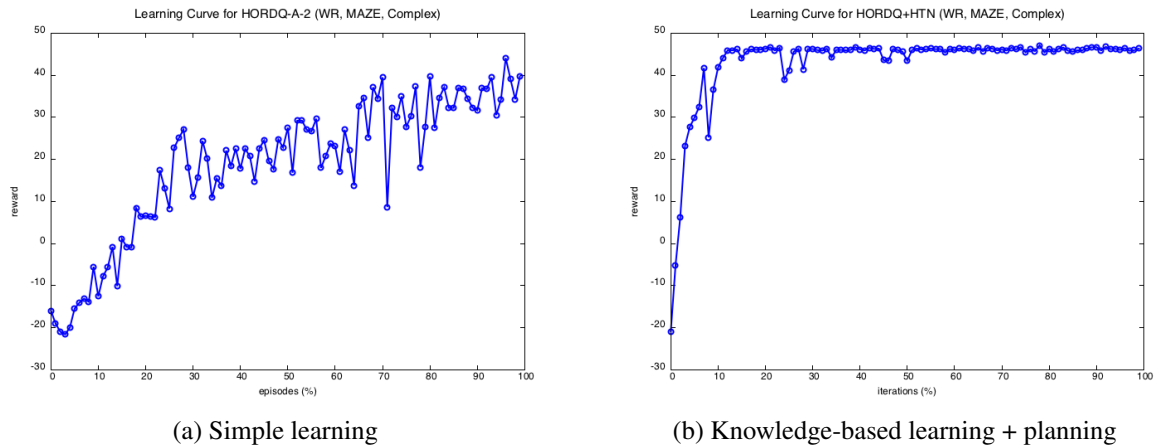 Learning Curve for HORDQ-A-2 (WR, MAZE, Complex)
50
40
30
20
10
0
-10
-20
-30
reward
0 10 20 30 40 50 60 70 80 90 100
episodes (%)
(a) Simple learning
Learning Curve for HORDQ+HTN (WR, MAZE, Complex)
50
40
30
20
10
0
-10
-20
-30
reward
0 10 20 30 40 50 60 70 80 90 100
iterations (%)
(b) Knowledge-based learning + planning